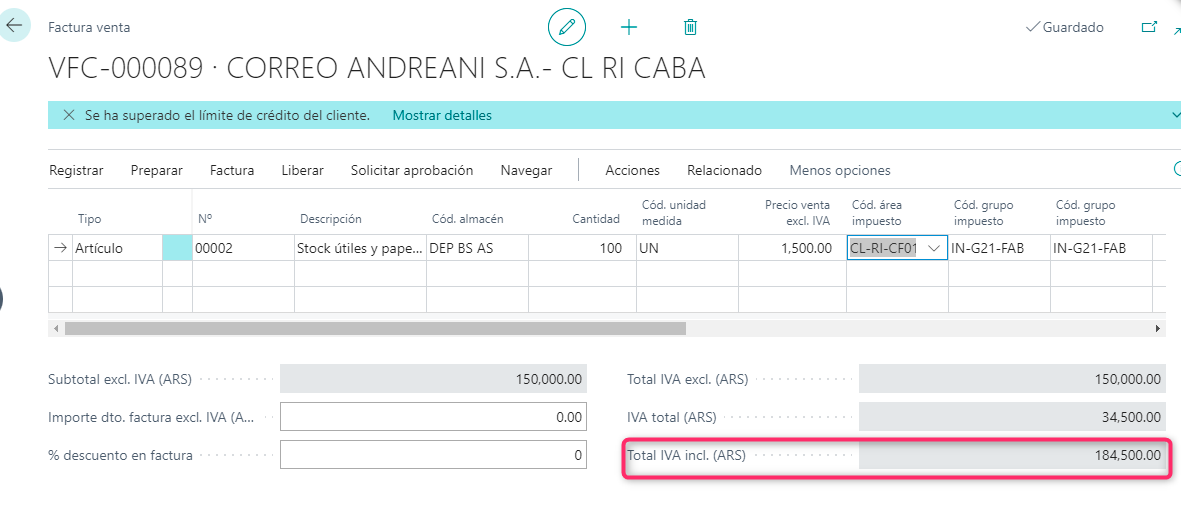 Factura venta
Guardado
VFC-000089 · CORREO ANDREANI S.A.- CL RI CABA
Se ha superado el límite de crédito del cliente. Mostrar detalles
Registrar Preparar Factura Liberar Solicitar aprobación Navegar Acciones Relacionado Menos opciones
Tipo Nº Descripción Cód. almacén Cantidad Cód. unidad medida Precio venta excl. IVA Cód. área impuesto Cód. grupo impuesto Cód. grupo impuesto
Artículo 00002 Stock útiles y pape... DEP BS AS 100 UN 1,500.00 CL-RI-CF01 IN-G21-FAB IN-G21-FAB
Subtotal excl. IVA (ARS) 150,000.00 Total IVA excl. (ARS) 150,000.00
Importe dto. factura excl. IVA (A... 0.00 IVA total (ARS) 34,500.00
% descuento en factura 0 Total IVA incl. (ARS) 184,500.00